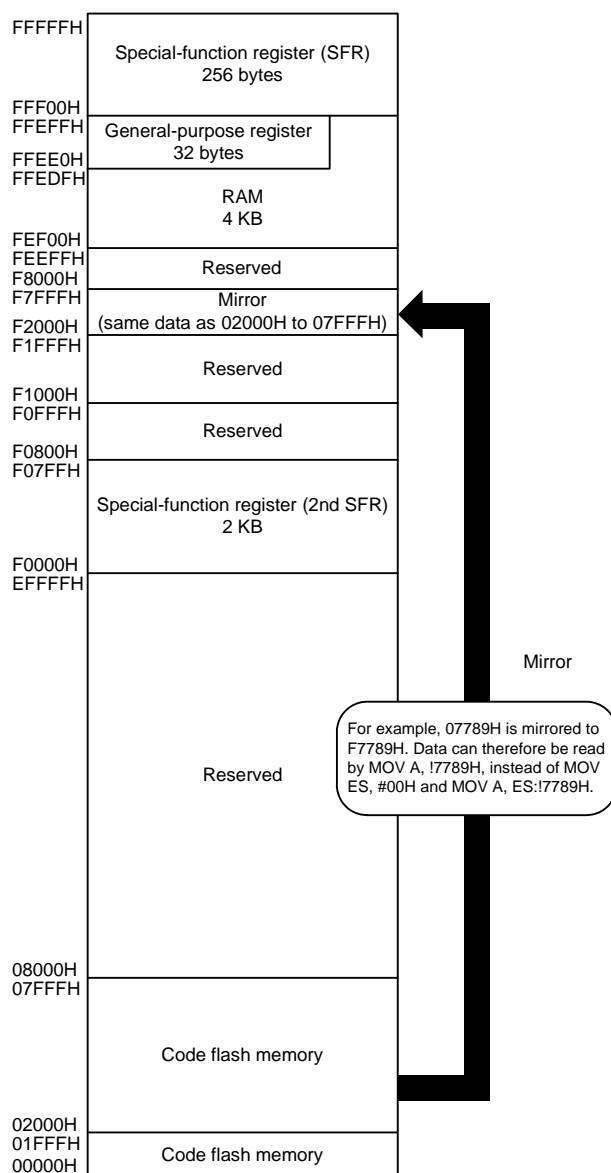 FFFFFH
Special-function register (SFR)
256 bytes
FFF00H
FFEFFH
General-purpose register
32 bytes
FFEE0H
FFEDFH
RAM
4 KB
FEF00H
FEEFFH
Reserved
F8000H
F7FFFH
Mirror
(same data as 02000H to 07FFFH)
F2000H
F1FFFH
Reserved
F1000H
F0FFFH
Reserved
F0800H
F07FFH
Special-function register (2nd SFR)
2 KB
F0000H
EFFFFH
Mirror
For example, 07789H is mirrored to
F7789H. Data can therefore be read
by MOV A, !7789H, instead of MOV
ES, #00H and MOV A, ES:!7789H.
Reserved
08000H
07FFFH
Code flash memory
02000H
01FFFH
Code flash memory
00000H